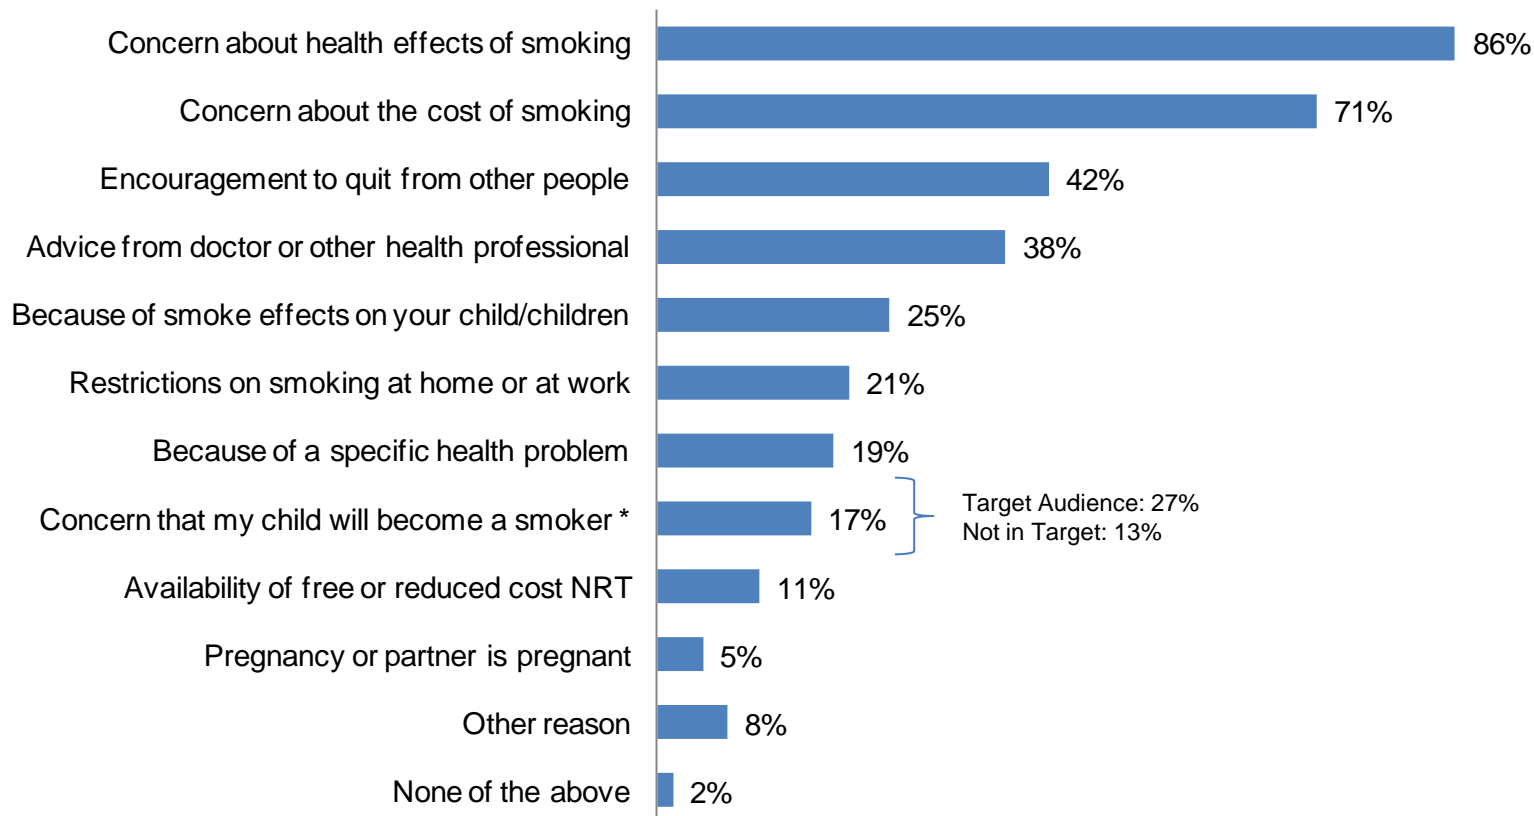 Concern about health effects of smoking 86%
Concern about the cost of smoking 71%
Encouragement to quit from other people 42%
Advice from doctor or other health professional 38%
Because of smoke effects on your child/children 25%
Restrictions on smoking at home or at work 21%
Because of a specific health problem 19%
Concern that my child will become a smoker * 17%
Target Audience: 27%
Not in Target: 13%
Availability of free or reduced cost NRT 11%
Pregnancy or partner is pregnant 5%
Other reason 8%
None of the above 2%